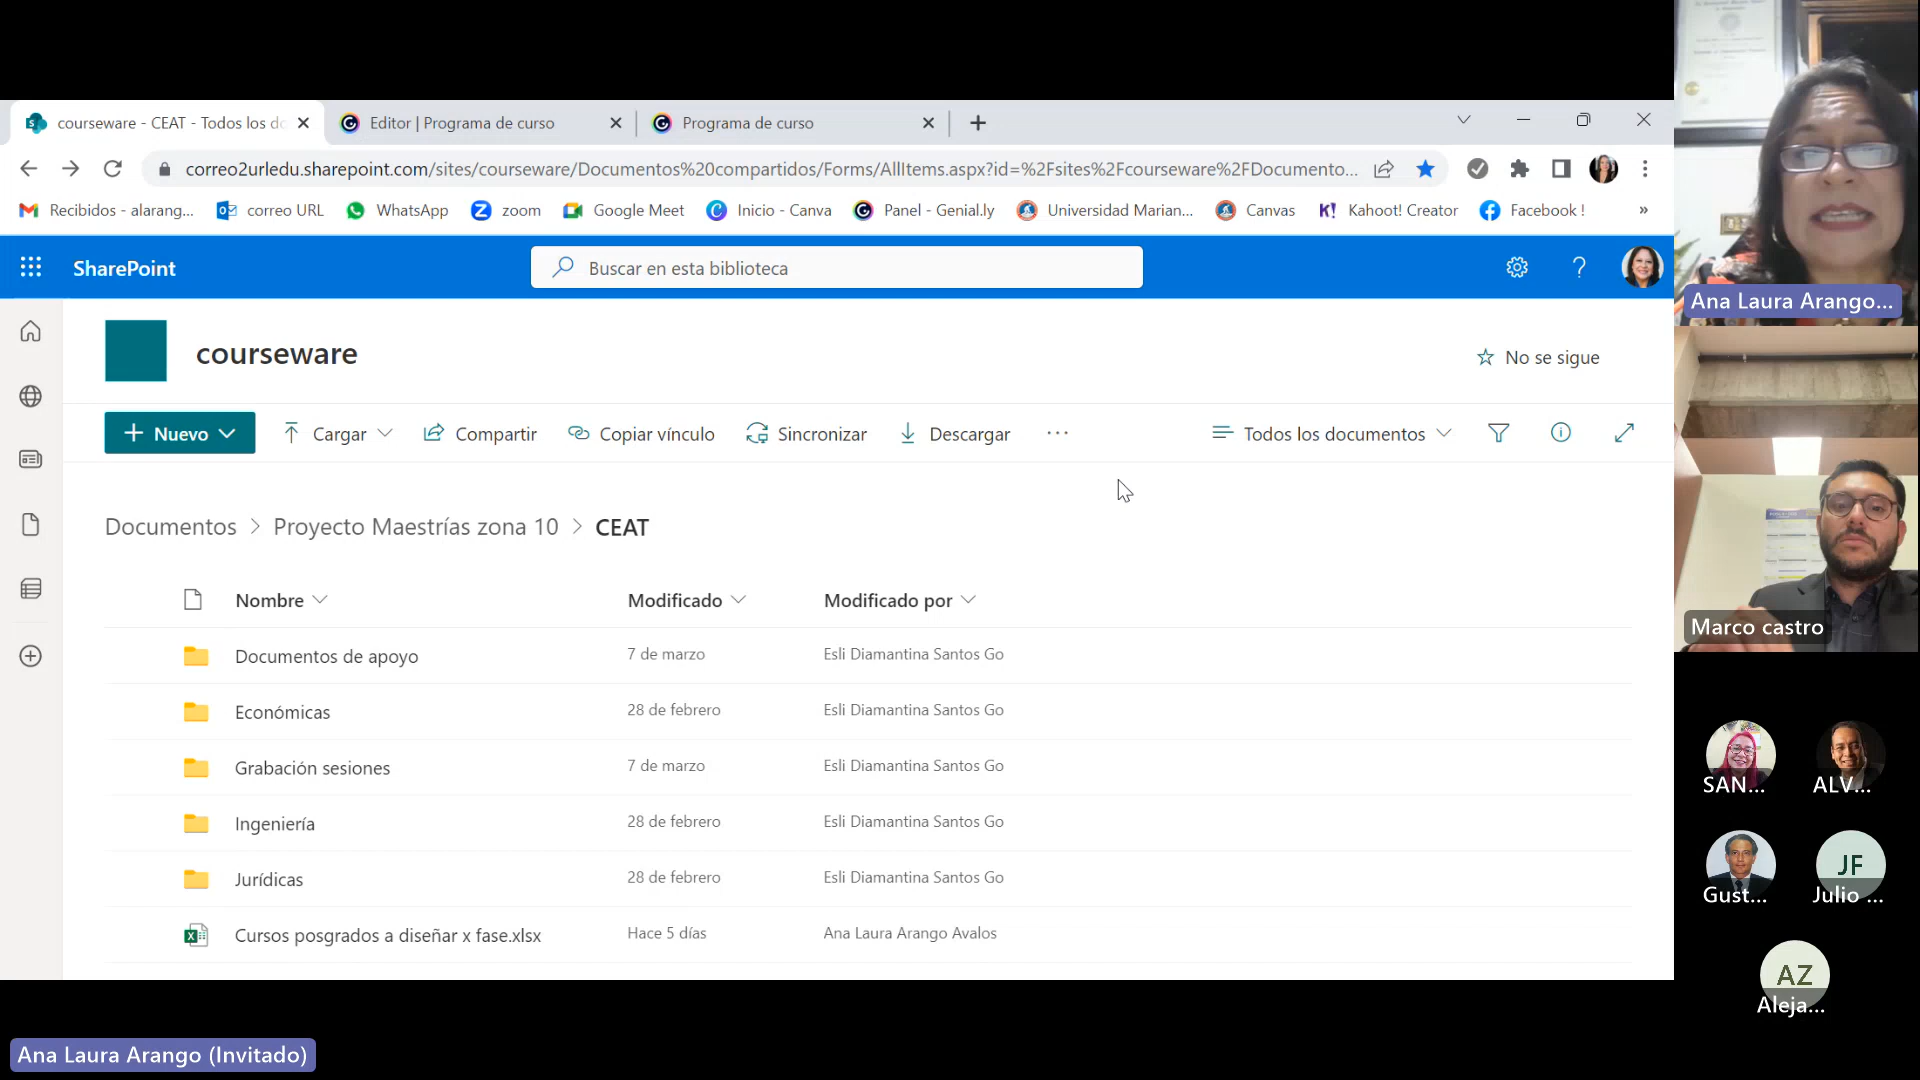 courseware - CEAT - Todos los do
Editor | Programa de curso
Programa de curso
correo2urledu.sharepoint.com/sites/courseware/Documentos%20compartidos/Forms/AllItems.aspx?id=%2Fsites%2Fcourseware%2FDocumento...
Recibidos - alarang...
correo URL
WhatsApp
zoom
Google Meet
Inicio - Canva
Panel - Genial.ly
Universidad Marian...
Canvas
Kahoot! Creator
Facebook !
»
SharePoint
Buscar en esta biblioteca
courseware
No se sigue
Nuevo
Cargar
Compartir
Copiar vínculo
Sincronizar
Descargar
...
Todos los documentos
Documentos > Proyecto Maestrías zona 10 > CEAT
Nombre
Modificado
Modificado por
Documentos de apoyo
7 de marzo
Esli Diamantina Santos Go
Económicas
28 de febrero
Esli Diamantina Santos Go
Grabación sesiones
7 de marzo
Esli Diamantina Santos Go
Ingeniería
28 de febrero
Esli Diamantina Santos Go
Jurídicas
28 de febrero
Esli Diamantina Santos Go
Cursos posgrados a diseñar x fase.xlsx
Hace 5 días
Ana Laura Arango Avalos
Ana Laura Arango...
Marco castro
SAN...
ALV...
Gust...
JF
Julio ...
AZ
Aleja...
Ana Laura Arango (Invitado)